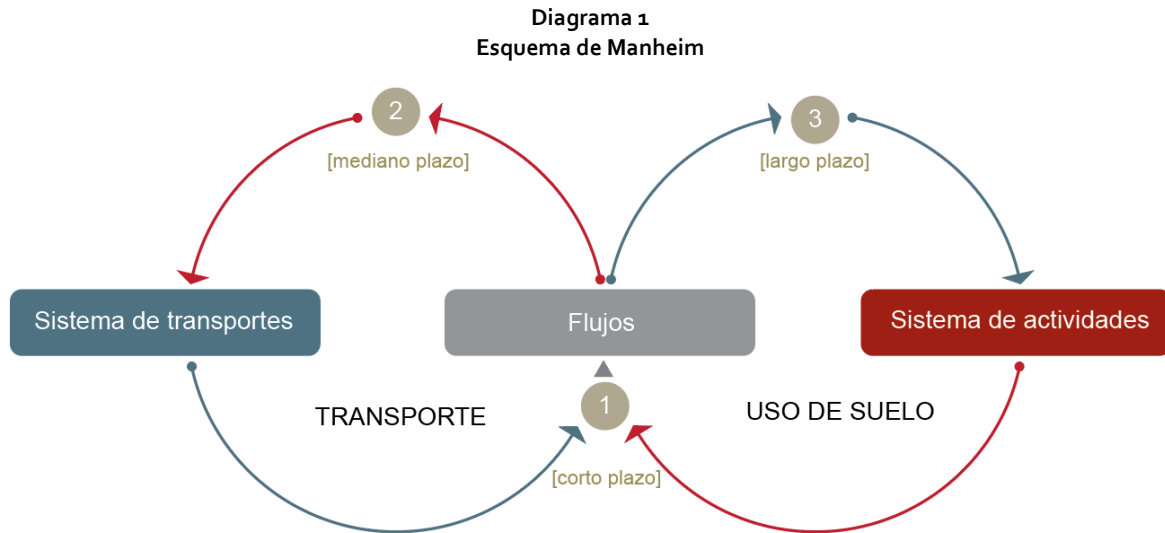 Diagrama 1
Esquema de Manheim
2
3
[mediano plazo]
[largo plazo]
Sistema de transportes
Flujos
Sistema de actividades
1
TRANSPORTE
USO DE SUELO
[corto plazo]